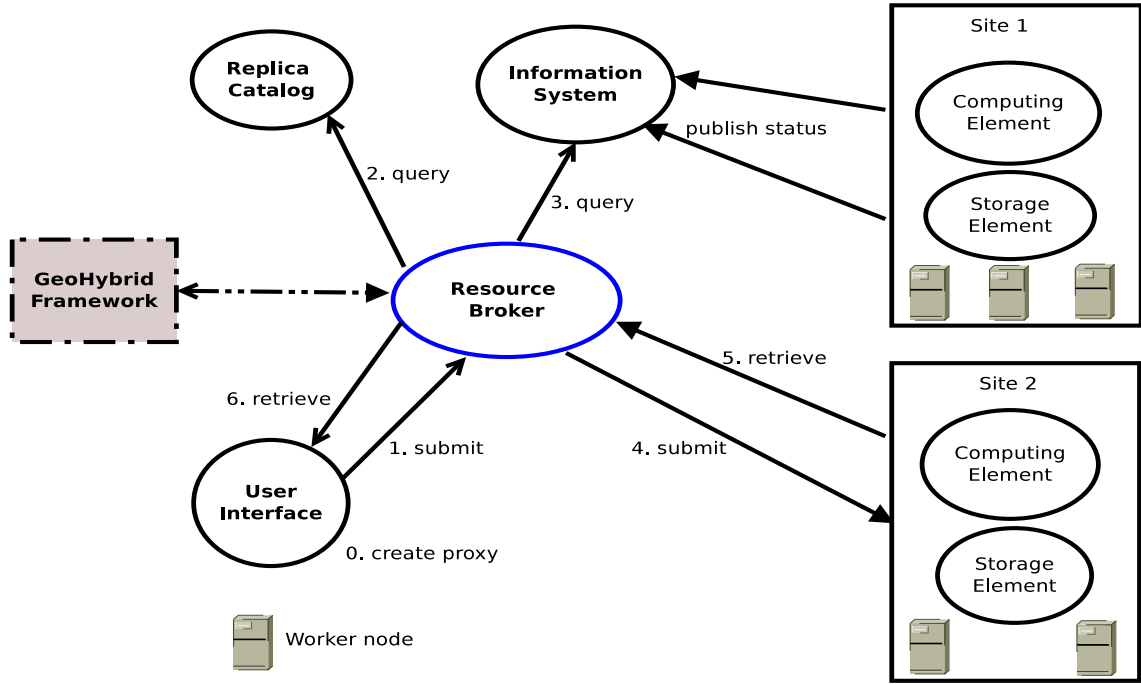 Site 1
Replica
Catalog
Information
System
Computing
Element
publish status
2. query
3. query
Storage
Element
GeoHybrid
Framework
Resource
Broker
5. retrieve
Site 2
6. retrieve
1. submit
4. submit
Computing
Element
User
Interface
0. create proxy
Storage
Element
Worker node